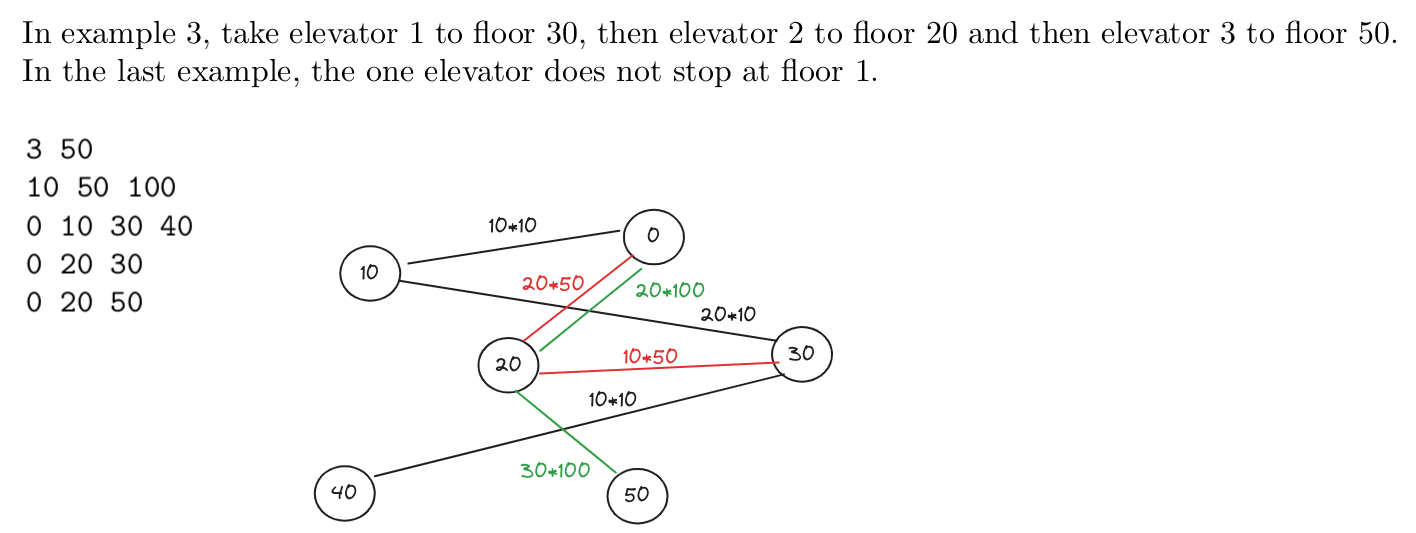 In example 3, take elevator 1 to floor 30, then elevator 2 to floor 20 and then elevator 3 to floor 50.
In the last example, the one elevator does not stop at floor 1.
3 50
10 50 100
0 10 30 40
0 20 30
0 20 50
10*10
0
10
20*50
20*100
20*10
20
10*50
30
10*10
30*100
40
50